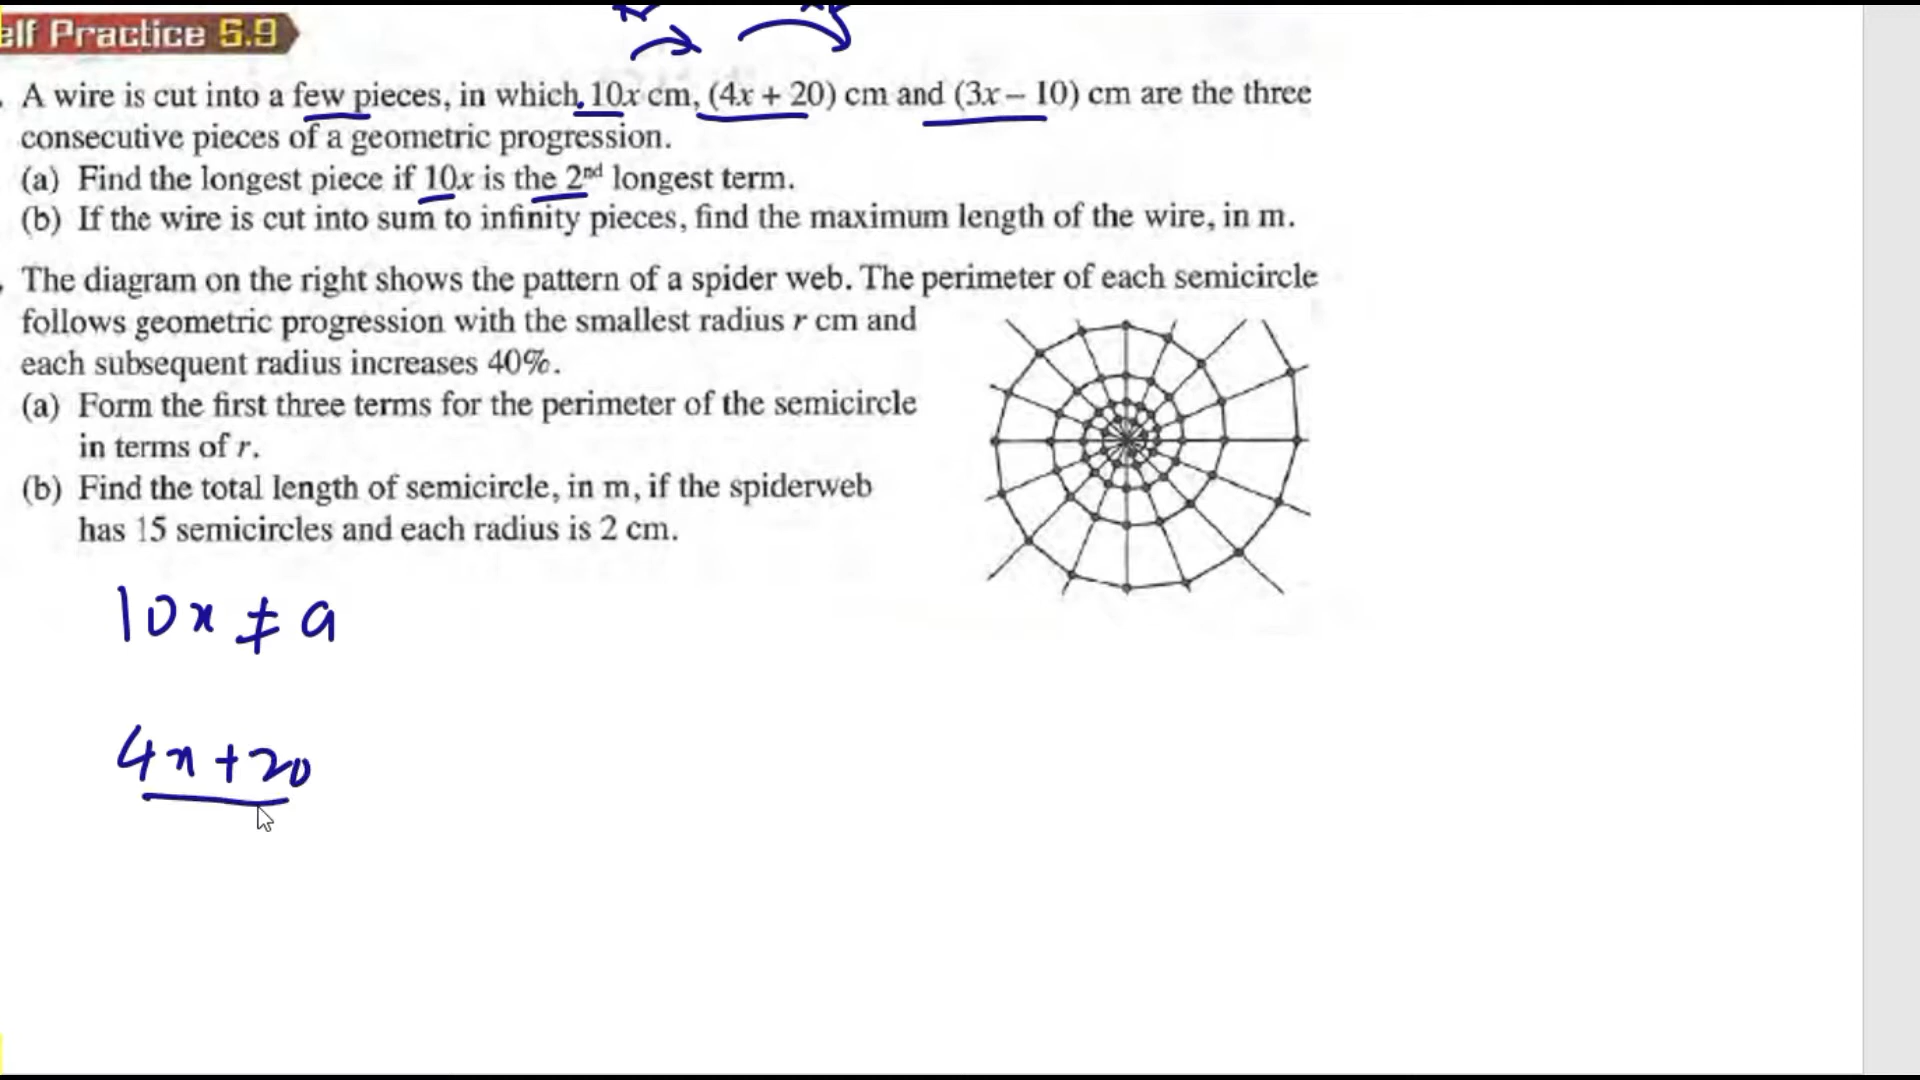 elf Practice 5.9
A wire is cut into a few pieces, in which 10x cm, (4x + 20) cm and (3x – 10) cm are the three
consecutive pieces of a geometric progression.
(a) Find the longest piece if 10x is the 2nd longest term.
(b) If the wire is cut into sum to infinity pieces, find the maximum length of the wire, in m.
The diagram on the right shows the pattern of a spider web. The perimeter of each semicircle
follows geometric progression with the smallest radius r cm and
each subsequent radius increases 40%.
(a) Form the first three terms for the perimeter of the semicircle
in terms of r.
(b) Find the total length of semicircle, in m, if the spiderweb
has 15 semicircles and each radius is 2 cm.
10x ≠ a
4x + 20